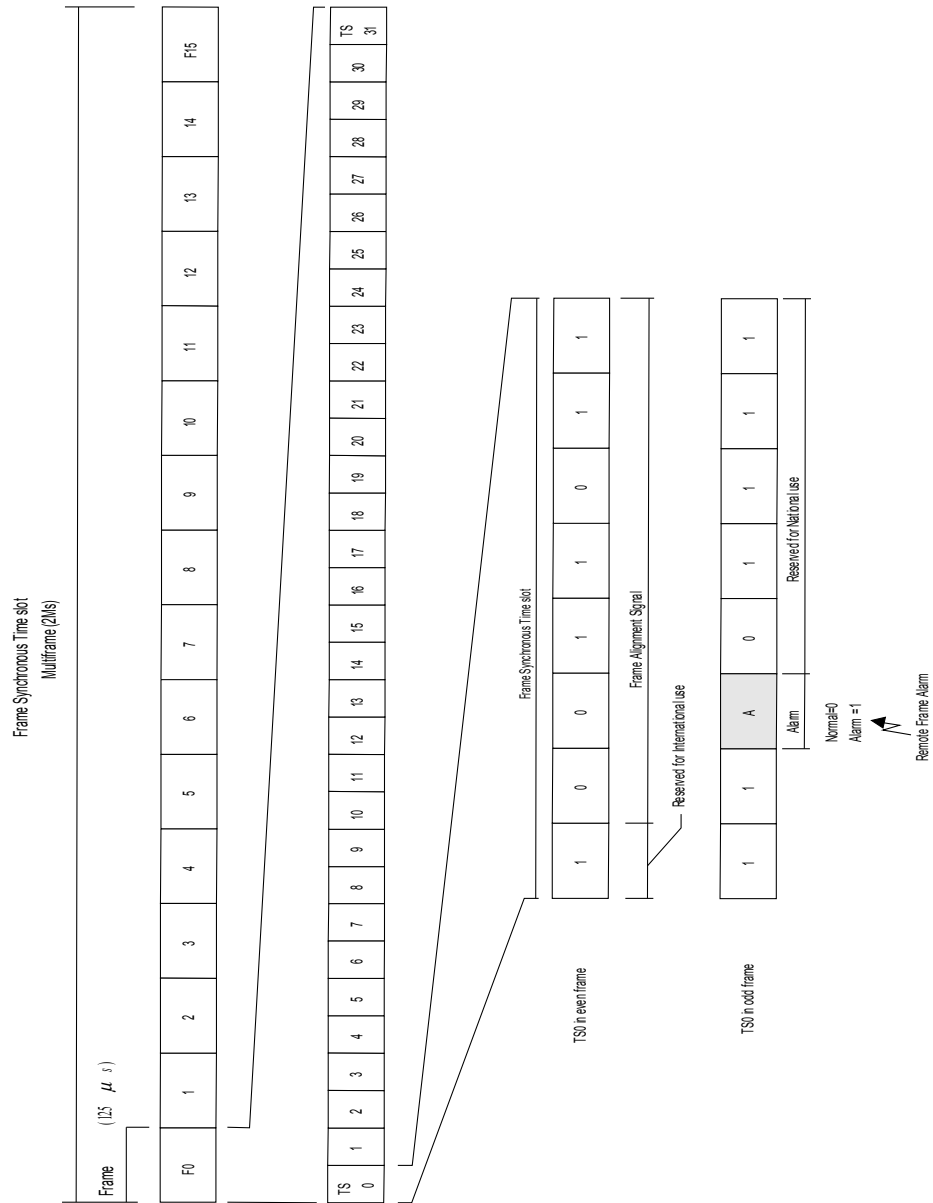 Frame Synchronous Time slot
Multiframe (2Ms)
Frame (125 μ s)
F0 1 2 3 4 5 6 7 8 9 10 11 12 13 14 F15
TS 0 1 2 3 4 5 6 7 8 9 10 11 12 13 14 15 16 17 18 19 20 21 22 23 24 25 26 27 28 29 30 TS 31
Frame Synchronous Time slot
TS0 in even frame
1 0 0 1 1 0 1 1
Frame Alignment Signal
Reserved for International use
TS0 in odd frame
1 1 A 0 1 1 1 1
Alarm
Reserved for National use
Normal=0
Alarm =1
Remote Frame Alarm